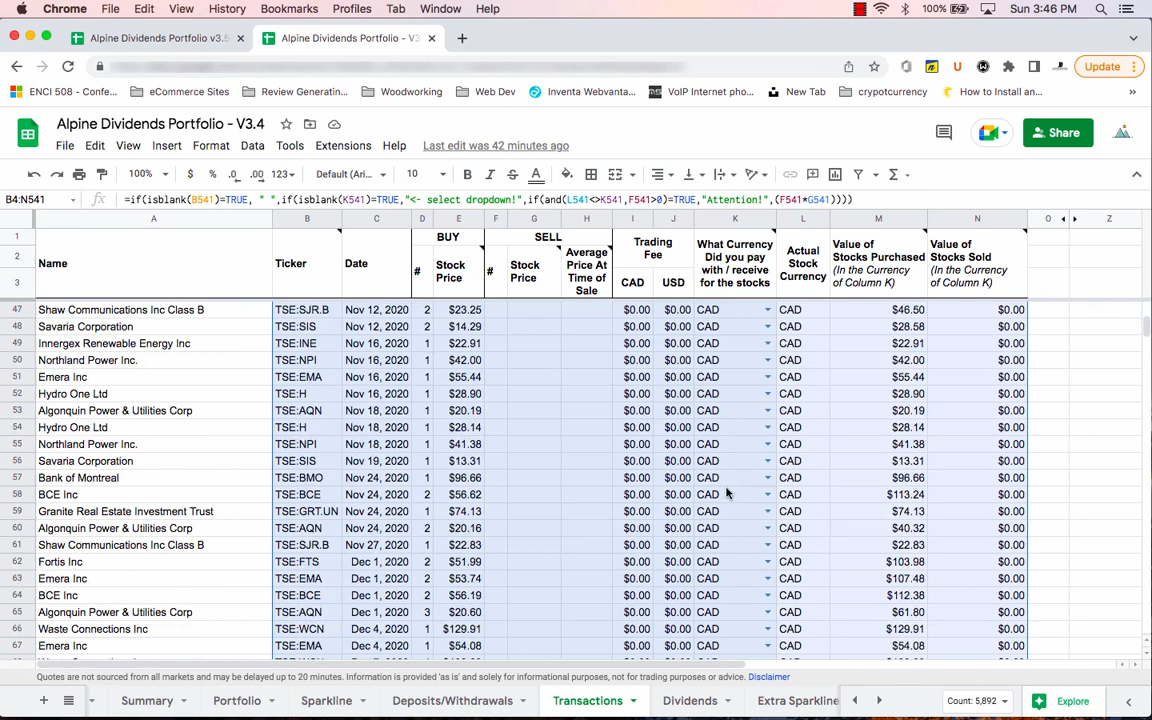 Chrome File Edit View History Bookmarks Profiles Tab Window Help 100% Sun 3:46 PM
Alpine Dividends Portfolio v3.5 Alpine Dividends Portfolio - V3
Update
ENCI 508 - Confe... eCommerce Sites Review Generatin... Woodworking Web Dev Inventa Webvanta... VoIP Internet pho... New Tab cryptocurrency How to Install an... »
Alpine Dividends Portfolio - V3.4
File Edit View Insert Format Data Tools Extensions Help Last edit was 42 minutes ago
Share
100% $ % .0 .00 123 Default (Ari... 10 B I S A
B4:N541 fx =if(isblank(B541)=TRUE, " ",if(isblank(K541)=TRUE,"<- select dropdown!",if(and(L541<>K541,F541>0)=TRUE,"Attention!",(F541*G541))))
A B C D E F G H I J K L M N O Z
1 2 3
Name Ticker Date BUY # Stock Price SELL # Stock Price Average Price At Time of Sale Trading Fee CAD USD What Currency Did you pay with / receive for the stocks Actual Stock Currency Value of Stocks Purchased (In the Currency of Column K) Value of Stocks Sold (In the Currency of Column K)
47 Shaw Communications Inc Class B TSE:SJR.B Nov 12, 2020 2 $23.25 $0.00 $0.00 CAD CAD $46.50 $0.00
48 Savaria Corporation TSE:SIS Nov 12, 2020 2 $14.29 $0.00 $0.00 CAD CAD $28.58 $0.00
49 Innergex Renewable Energy Inc TSE:INE Nov 16, 2020 1 $22.91 $0.00 $0.00 CAD CAD $22.91 $0.00
50 Northland Power Inc. TSE:NPI Nov 16, 2020 1 $42.00 $0.00 $0.00 CAD CAD $42.00 $0.00
51 Emera Inc TSE:EMA Nov 16, 2020 1 $55.44 $0.00 $0.00 CAD CAD $55.44 $0.00
52 Hydro One Ltd TSE:H Nov 16, 2020 1 $28.90 $0.00 $0.00 CAD CAD $28.90 $0.00
53 Algonquin Power & Utilities Corp TSE:AQN Nov 18, 2020 1 $20.19 $0.00 $0.00 CAD CAD $20.19 $0.00
54 Hydro One Ltd TSE:H Nov 18, 2020 1 $28.14 $0.00 $0.00 CAD CAD $28.14 $0.00
55 Northland Power Inc. TSE:NPI Nov 18, 2020 1 $41.38 $0.00 $0.00 CAD CAD $41.38 $0.00
56 Savaria Corporation TSE:SIS Nov 19, 2020 1 $13.31 $0.00 $0.00 CAD CAD $13.31 $0.00
57 Bank of Montreal TSE:BMO Nov 24, 2020 1 $96.66 $0.00 $0.00 CAD CAD $96.66 $0.00
58 BCE Inc TSE:BCE Nov 24, 2020 2 $56.62 $0.00 $0.00 CAD CAD $113.24 $0.00
59 Granite Real Estate Investment Trust TSE:GRT.UN Nov 24, 2020 1 $74.13 $0.00 $0.00 CAD CAD $74.13 $0.00
60 Algonquin Power & Utilities Corp TSE:AQN Nov 24, 2020 2 $20.16 $0.00 $0.00 CAD CAD $40.32 $0.00
61 Shaw Communications Inc Class B TSE:SJR.B Nov 27, 2020 1 $22.83 $0.00 $0.00 CAD CAD $22.83 $0.00
62 Fortis Inc TSE:FTS Dec 1, 2020 2 $51.99 $0.00 $0.00 CAD CAD $103.98 $0.00
63 Emera Inc TSE:EMA Dec 1, 2020 2 $53.74 $0.00 $0.00 CAD CAD $107.48 $0.00
64 BCE Inc TSE:BCE Dec 1, 2020 2 $56.19 $0.00 $0.00 CAD CAD $112.38 $0.00
65 Algonquin Power & Utilities Corp TSE:AQN Dec 1, 2020 3 $20.60 $0.00 $0.00 CAD CAD $61.80 $0.00
66 Waste Connections Inc TSE:WCN Dec 4, 2020 1 $129.91 $0.00 $0.00 CAD CAD $129.91 $0.00
67 Emera Inc TSE:EMA Dec 4, 2020 1 $54.08 $0.00 $0.00 CAD CAD $54.08 $0.00
Quotes are not sourced from all markets and may be delayed up to 20 minutes. Information is provided 'as is' and solely for informational purposes, not for trading purposes or advice. Disclaimer
Summary Portfolio Sparkline Deposits/Withdrawals Transactions Dividends Extra Sparkline Count: 5,892 Explore